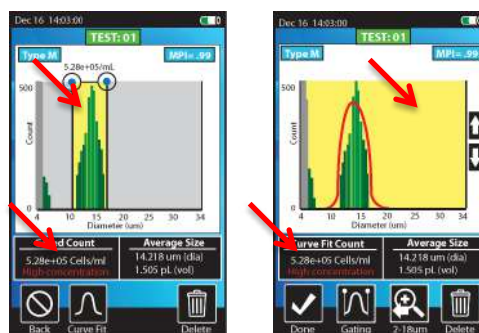 Dec 16 14:03:00
TEST: 01
Type M
MPI= .99
5.28e+05/mL
500
Count
0
4 10 15 20 25 30 34
Diameter (um)
Count
5.28e+05 Cells/ml
High concentration
Average Size
14.218 um (dia)
1.505 pL (vol)
Back
Curve Fit
Delete
Dec 16 14:03:00
TEST: 01
Type M
MPI= .99
500
Count
0
4 10 15 20 25 30 34
Diameter (um)
Curve Fit Count
5.28e+05 Cells/ml
High concentration
Average Size
14.218 um (dia)
1.505 pL (vol)
Done
Gating
2-18um
Delete